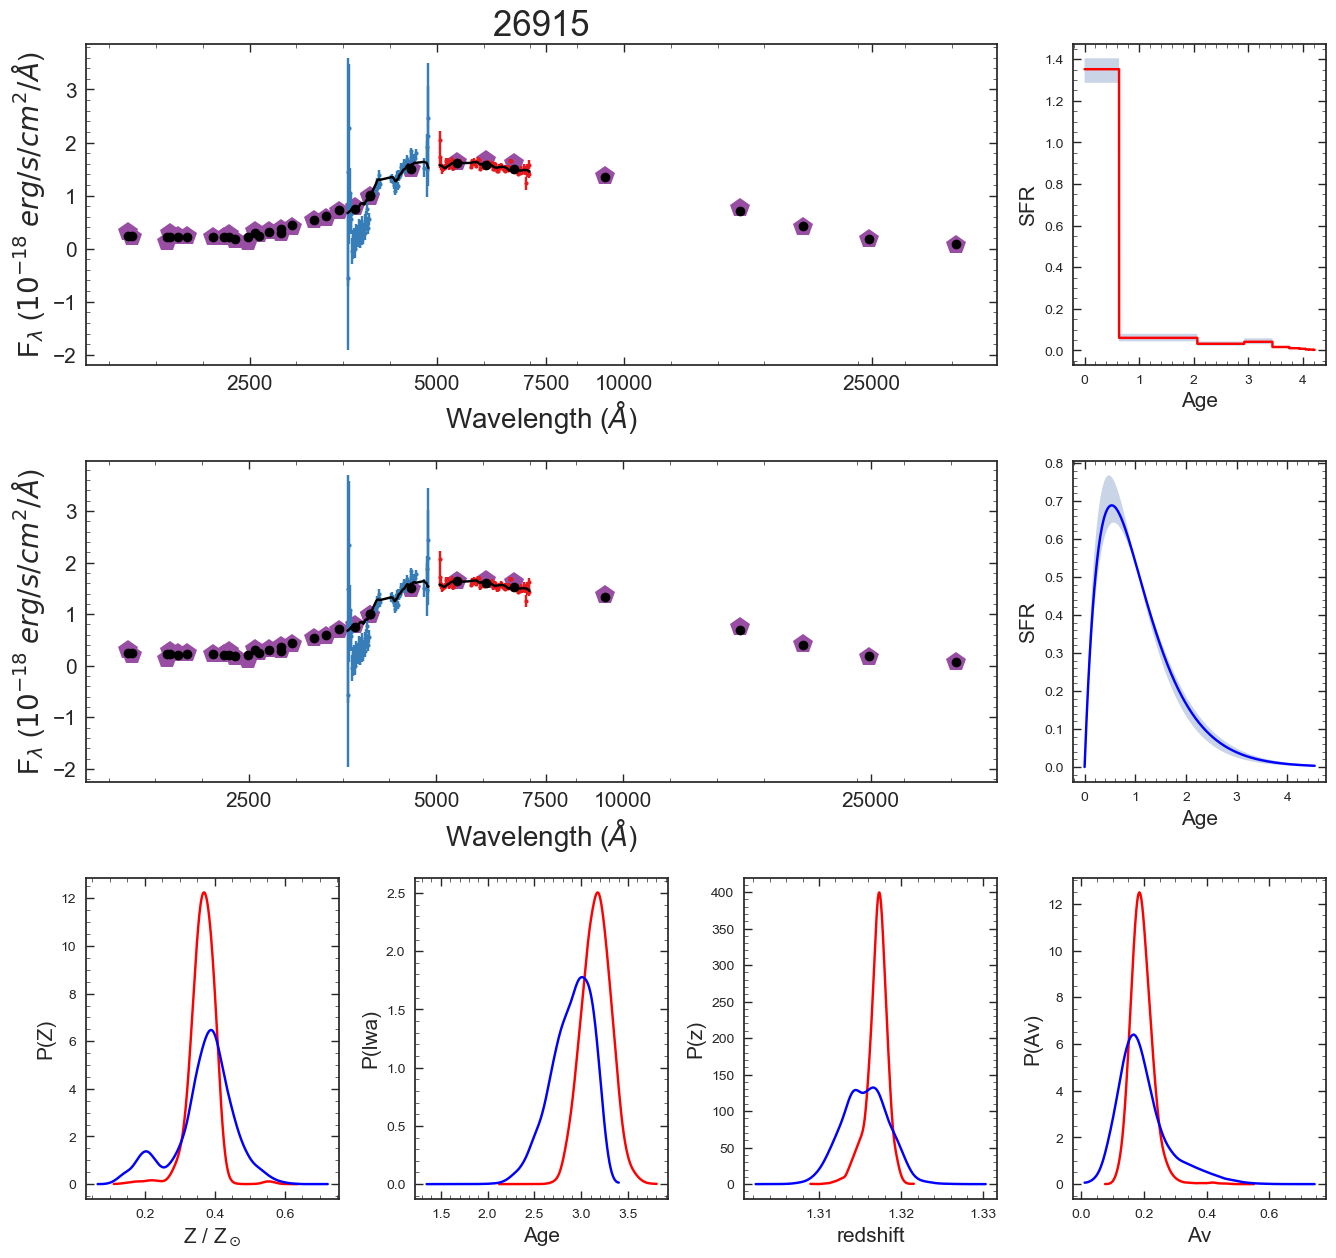 26915
F_λ (10^−18 erg/s/cm^2/Å)
3
2
1
0
−1
−2
2500 5000 7500 10000 25000
Wavelength (Å)
SFR
1.4
1.2
1.0
0.8
0.6
0.4
0.2
0.0
0 1 2 3 4
Age
F_λ (10^−18 erg/s/cm^2/Å)
3
2
1
0
−1
−2
2500 5000 7500 10000 25000
Wavelength (Å)
SFR
0.8
0.7
0.6
0.5
0.4
0.3
0.2
0.1
0.0
0 1 2 3 4
Age
P(Z)
12
10
8
6
4
2
0
0.2 0.4 0.6
Z / Z_⊙
P(lwa)
2.5
2.0
1.5
1.0
0.5
0.0
1.5 2.0 2.5 3.0 3.5
Age
P(z)
400
350
300
250
200
150
100
50
0
1.31 1.32 1.33
redshift
P(Av)
12
10
8
6
4
2
0
0.0 0.2 0.4 0.6
Av